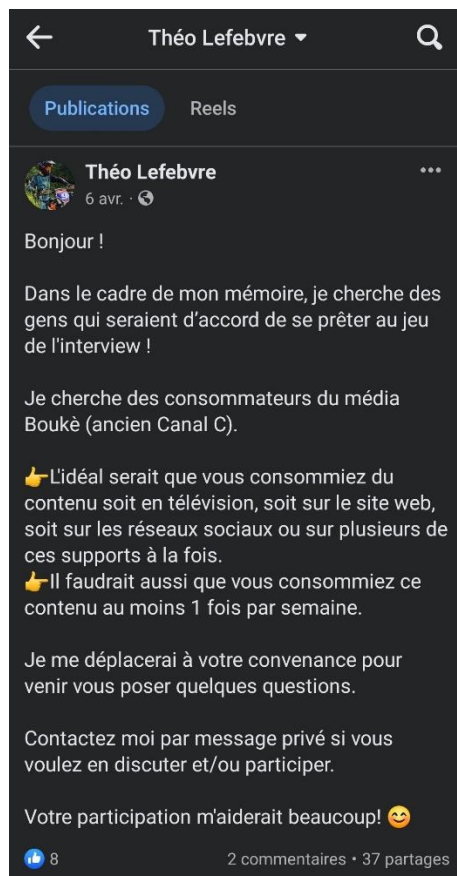 Théo Lefebvre
Publications Reels
Théo Lefebvre
6 avr. ·
Bonjour !
Dans le cadre de mon mémoire, je cherche des
gens qui seraient d’accord de se prêter au jeu
de l'interview !
Je cherche des consommateurs du média
Boukè (ancien Canal C).
👉L'idéal serait que vous consommiez du
contenu soit en télévision, soit sur le site web,
soit sur les réseaux sociaux ou sur plusieurs de
ces supports à la fois.
👉Il faudrait aussi que vous consommiez ce
contenu au moins 1 fois par semaine.
Je me déplacerai à votre convenance pour
venir vous poser quelques questions.
Contactez moi par message privé si vous
voulez en discuter et/ou participer.
Votre participation m'aiderait beaucoup! 😊
8 2 commentaires • 37 partages